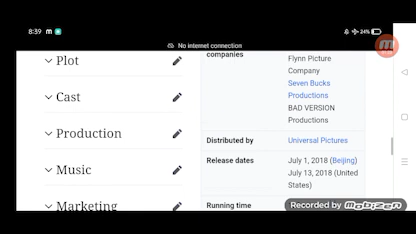 8:39 m
24%
No internet connection
Plot
Cast
Production
Music
Marketing
companies
Flynn Picture
Company
Seven Bucks
Productions
BAD VERSION
Productions
Distributed by Universal Pictures
Release dates July 1, 2018 (Beijing)
July 13, 2018 (United
States)
Running time
Recorded by Mobizen